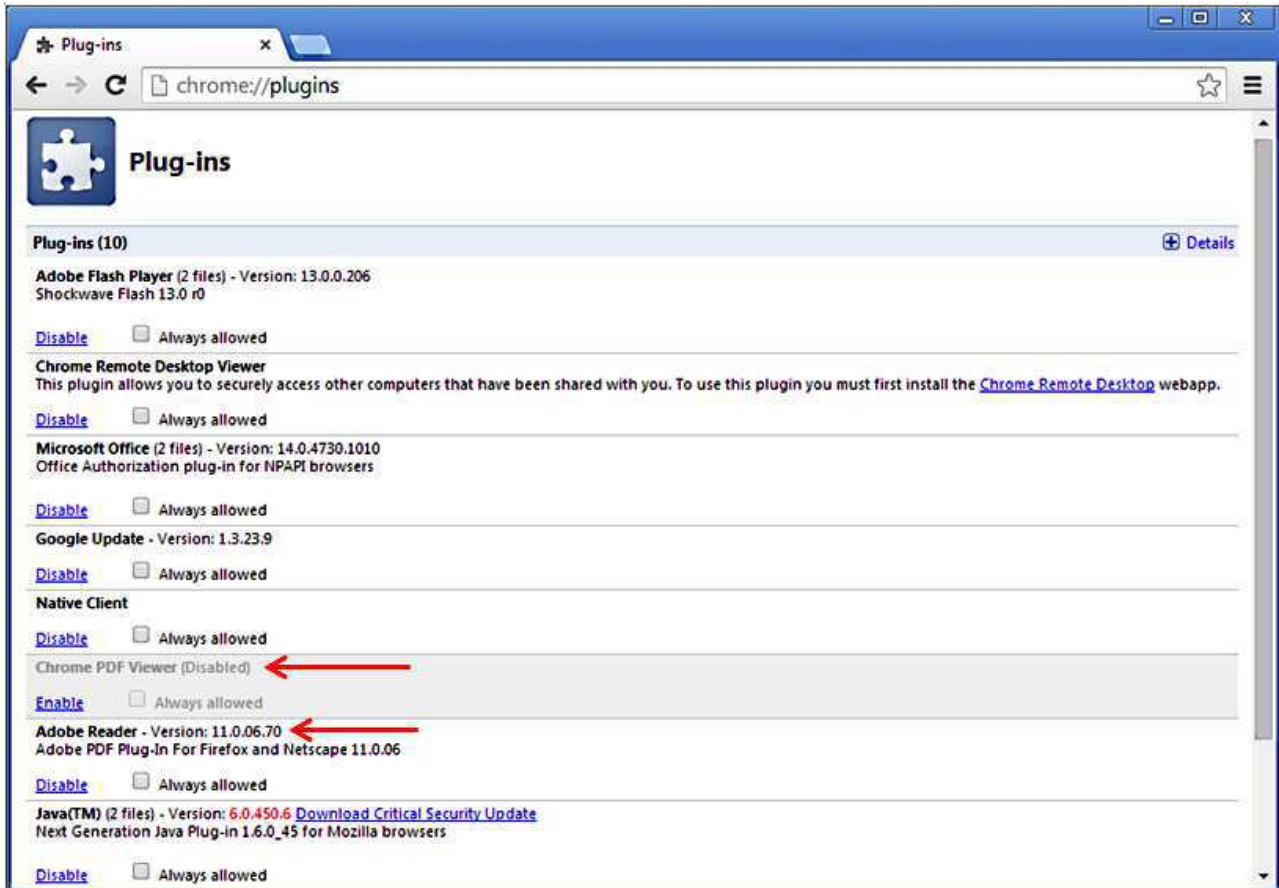 Plug-ins
chrome://plugins
Plug-ins
Plug-ins (10)
Details
Adobe Flash Player (2 files) - Version: 13.0.0.206
Shockwave Flash 13.0 r0
Disable Always allowed
Chrome Remote Desktop Viewer
This plugin allows you to securely access other computers that have been shared with you. To use this plugin you must first install the Chrome Remote Desktop webapp.
Disable Always allowed
Microsoft Office (2 files) - Version: 14.0.4730.1010
Office Authorization plug-in for NPAPI browsers
Disable Always allowed
Google Update - Version: 1.3.23.9
Disable Always allowed
Native Client
Disable Always allowed
Chrome PDF Viewer (Disabled)
Enable Always allowed
Adobe Reader - Version: 11.0.06.70
Adobe PDF Plug-In For Firefox and Netscape 11.0.06
Disable Always allowed
Java(TM) (2 files) - Version: 6.0.450.6 Download Critical Security Update
Next Generation Java Plug-in 1.6.0_45 for Mozilla browsers
Disable Always allowed